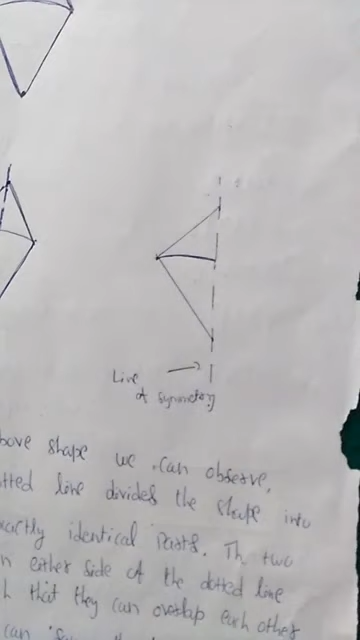 Line
of symmetry
bove shape we can observe,
tted line divides the shape into
xactly identical parts. Th two
n either side of the dotted line
h that they can overlap each other
can